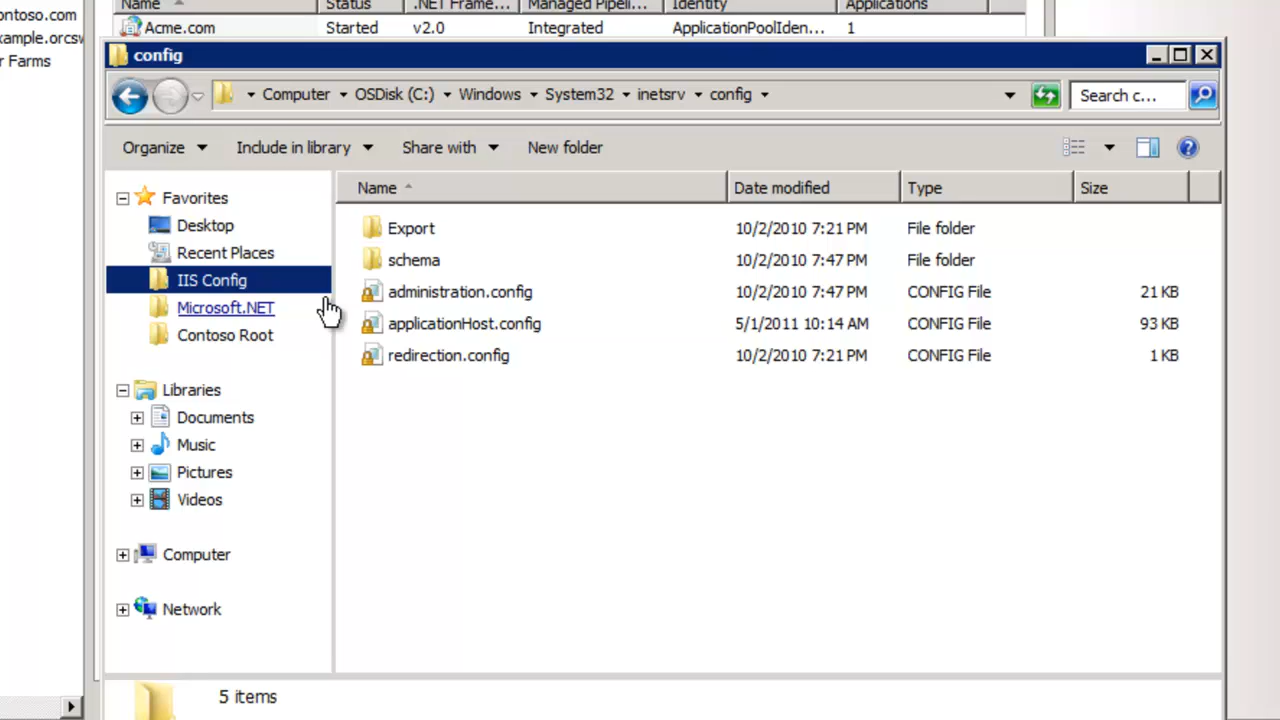 ontoso.com
xample.orcsw
r Farms
Name Status .NET Frame... Managed Pipeli... Identity Applications
Acme.com Started v2.0 Integrated ApplicationPoolIden... 1
config
Computer OSDisk (C:) Windows System32 inetsrv config Search c...
Organize Include in library Share with New folder
Name Date modified Type Size
Favorites
Desktop
Recent Places
IIS Config
Microsoft.NET
Contoso Root
Libraries
Documents
Music
Pictures
Videos
Computer
Network
Export 10/2/2010 7:21 PM File folder
schema 10/2/2010 7:47 PM File folder
administration.config 10/2/2010 7:47 PM CONFIG File 21 KB
applicationHost.config 5/1/2011 10:14 AM CONFIG File 93 KB
redirection.config 10/2/2010 7:21 PM CONFIG File 1 KB
5 items